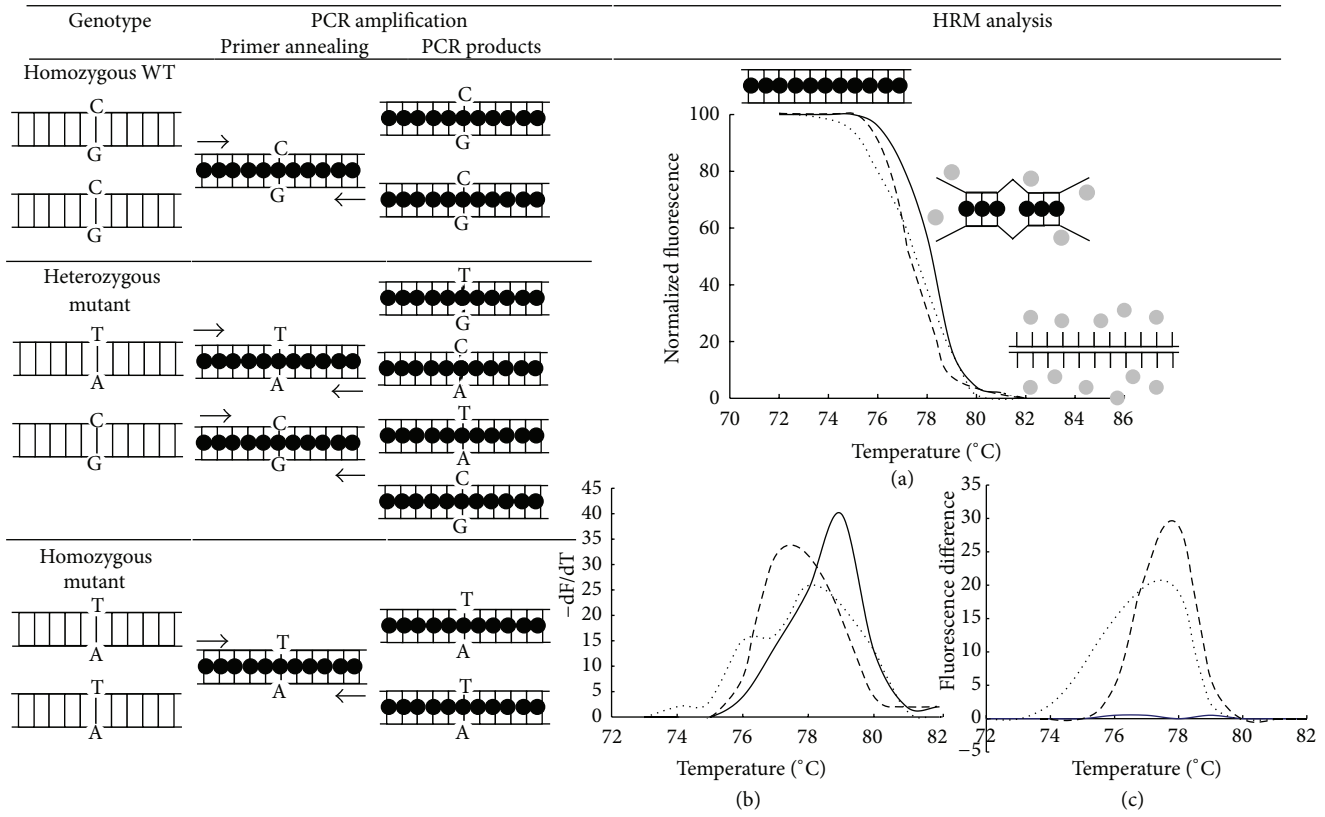 Genotype PCR amplification HRM analysis
Primer annealing PCR products
Homozygous WT
C
G
C
G
C
G
C
G
C
G
Heterozygous
mutant
T
A
C
G
T
A
C
G
T
G
C
A
T
A
C
G
Homozygous
mutant
T
A
T
A
T
A
T
A
T
A
Normalized fluorescence
100
80
60
40
20
0
70 72 74 76 78 80 82 84 86
Temperature (°C)
(a)
−dF/dT
45
40
35
30
25
20
15
10
5
0
72 74 76 78 80 82
Temperature (°C)
(b)
Fluorescence difference
35
30
25
20
15
10
5
0
−5
72 74 76 78 80 82
Temperature (°C)
(c)